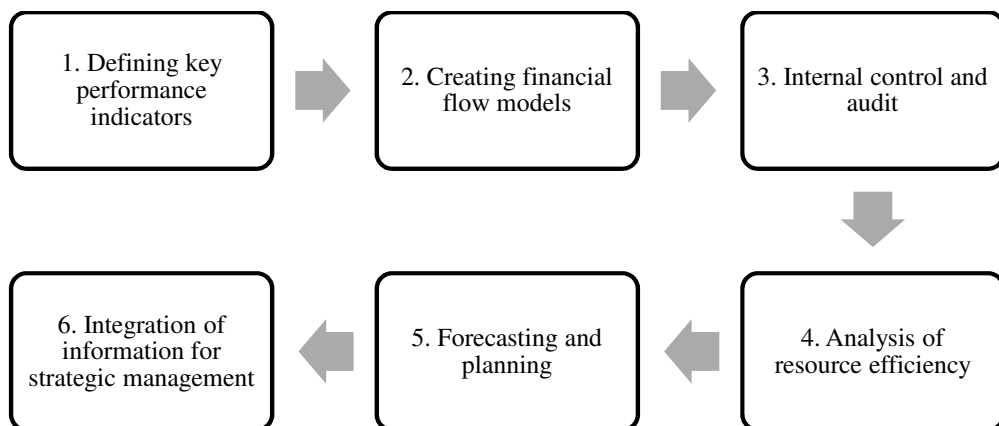 1. Defining key
performance
indicators
2. Creating financial
flow models
3. Internal control and
audit
4. Analysis of
resource efficiency
5. Forecasting and
planning
6. Integration of
information for
strategic management